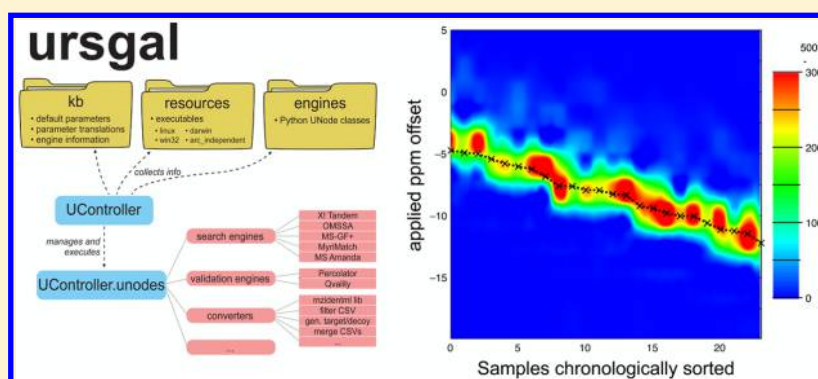 ursgal
kb
• default parameters
• parameter translations
• engine information
resources
• executables
• linux • darwin
• win32 • arc_independent
engines
• Python UNode classes
collects info
UController
manages and
executes
UController.unodes
search engines
X! Tandem
OMSSA
MS-GF+
MyriMatch
MS Amanda
validation engines
Percolator
Qvality
converters
mzidentml lib
filter CSV
gen. target/decoy
merge CSVs
...
...
applied ppm offset
5
0
−5
−10
−15
0
5
10
15
20
Samples chronologically sorted
500
300
200
100
0